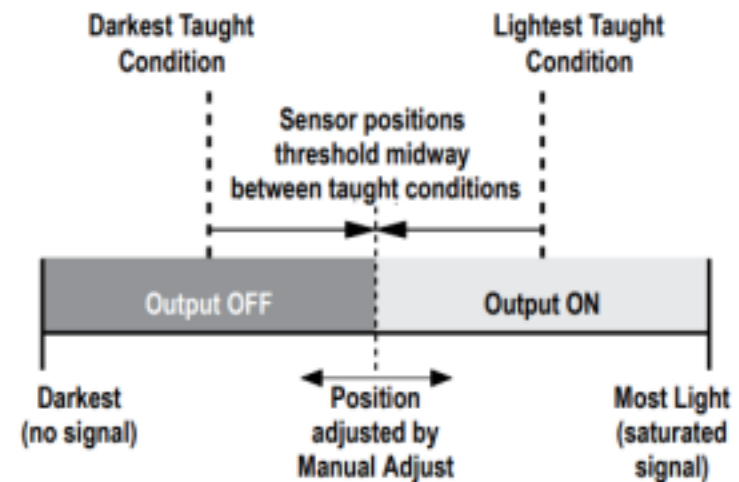 Darkest Taught
Condition
Lightest Taught
Condition
Sensor positions
threshold midway
between taught conditions
Output OFF
Output ON
Darkest
(no signal)
Position
adjusted by
Manual Adjust
Most Light
(saturated
signal)